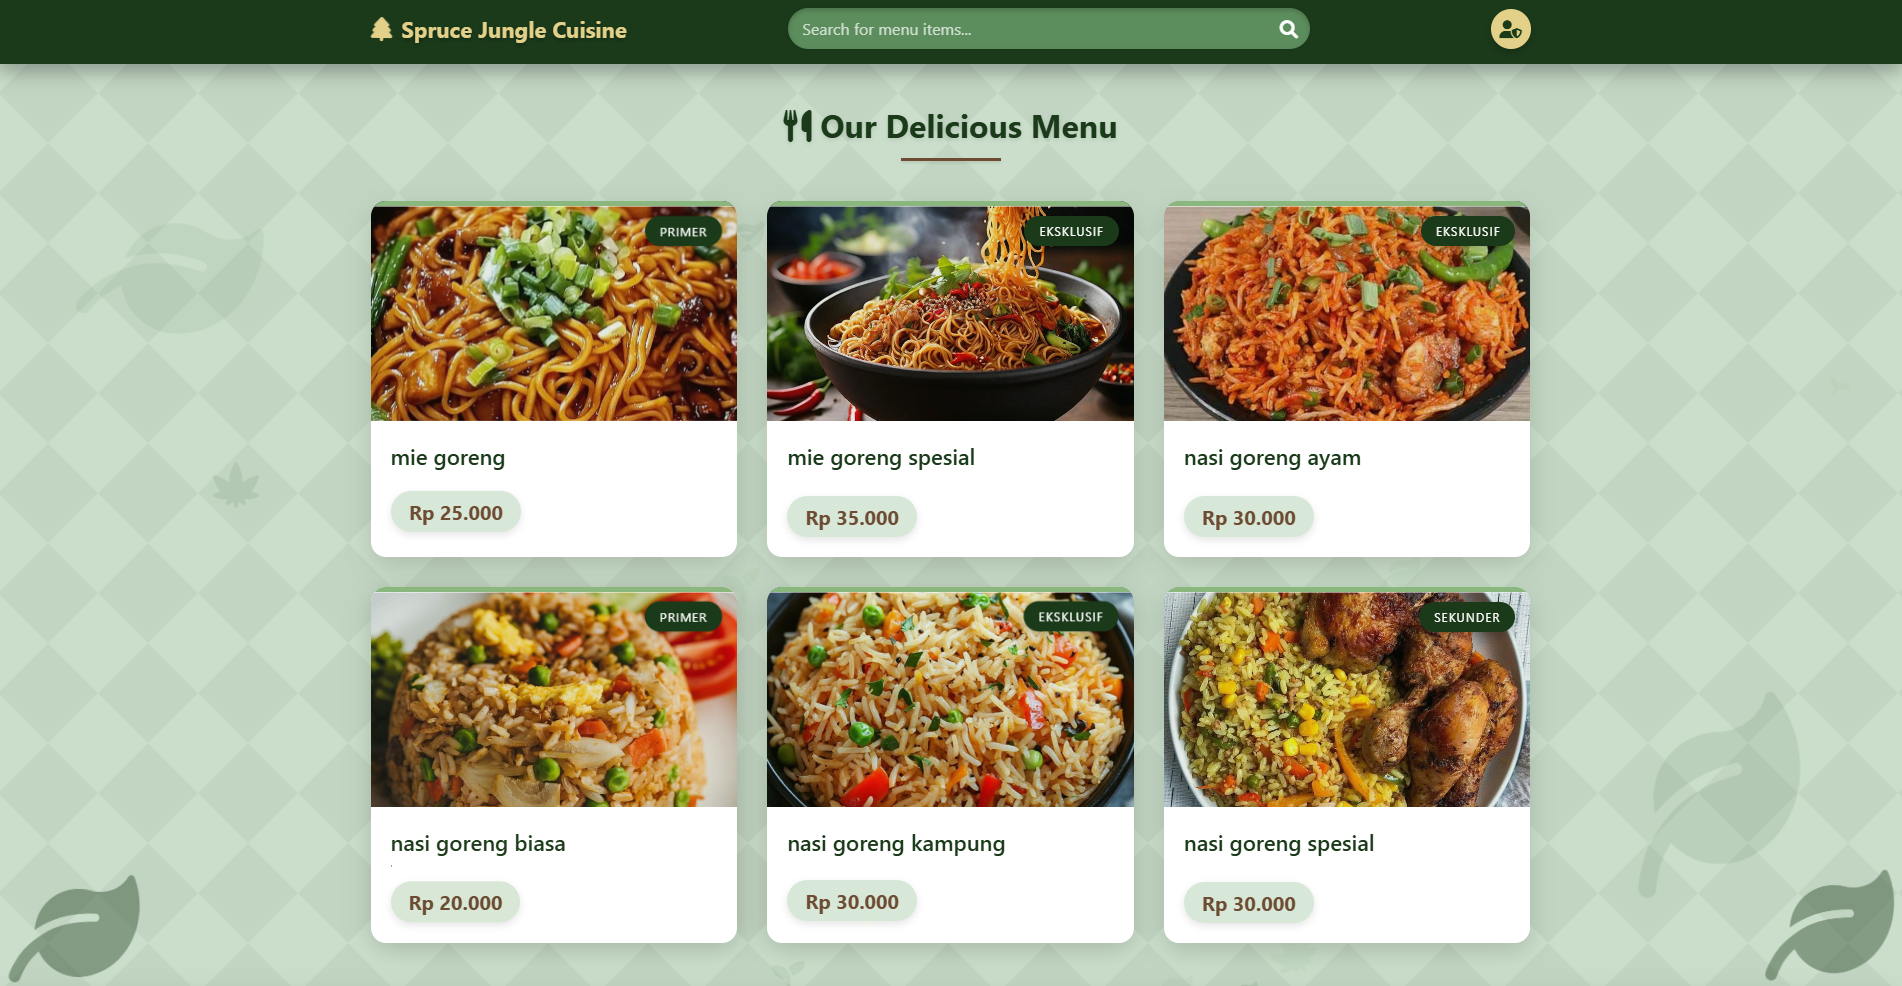 Spruce Jungle Cuisine
Search for menu items...
Our Delicious Menu
PRIMER
EKSKLUSIF
EKSKLUSIF
mie goreng
mie goreng spesial
nasi goreng ayam
Rp 25.000
Rp 35.000
Rp 30.000
PRIMER
EKSKLUSIF
SEKUNDER
nasi goreng biasa
nasi goreng kampung
nasi goreng spesial
Rp 20.000
Rp 30.000
Rp 30.000